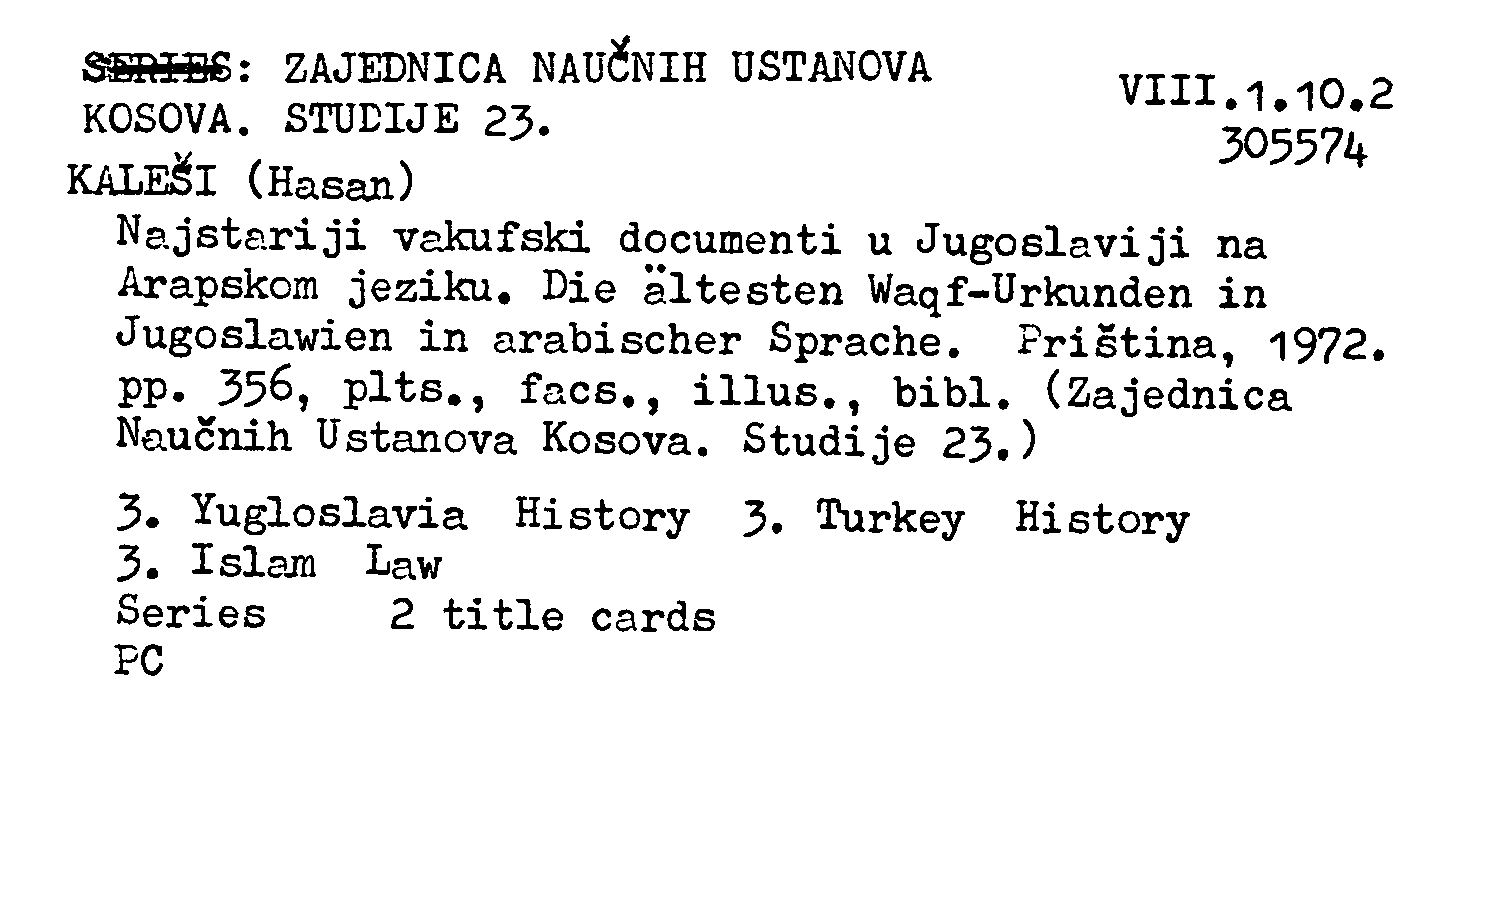 SERIES: ZAJEDNICA NAUČNIH USTANOVA
KOSOVA. STUDIJE 23.
VIII.1.10.2
305574
KALEŠI (Hasan)
Najstariji vakufski documenti u Jugoslaviji na
Arapskom jeziku. Die ältesten Waqf-Urkunden in
Jugoslawien in arabischer Sprache. Priština, 1972.
pp. 356, plts., facs., illus., bibl. (Zajednica
Naučnih Ustanova Kosova. Studije 23.)
3. Yugloslavia History 3. Turkey History
3. Islam Law
Series 2 title cards
PC